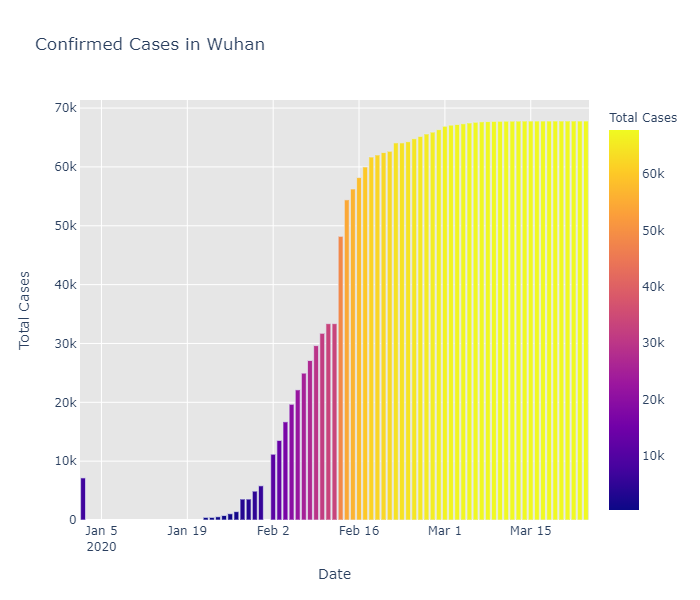 Confirmed Cases in Wuhan
Total Cases
70k
60k
50k
40k
30k
20k
10k
0
Jan 5
2020
Jan 19
Feb 2
Feb 16
Mar 1
Mar 15
Date
Total Cases
60k
50k
40k
30k
20k
10k